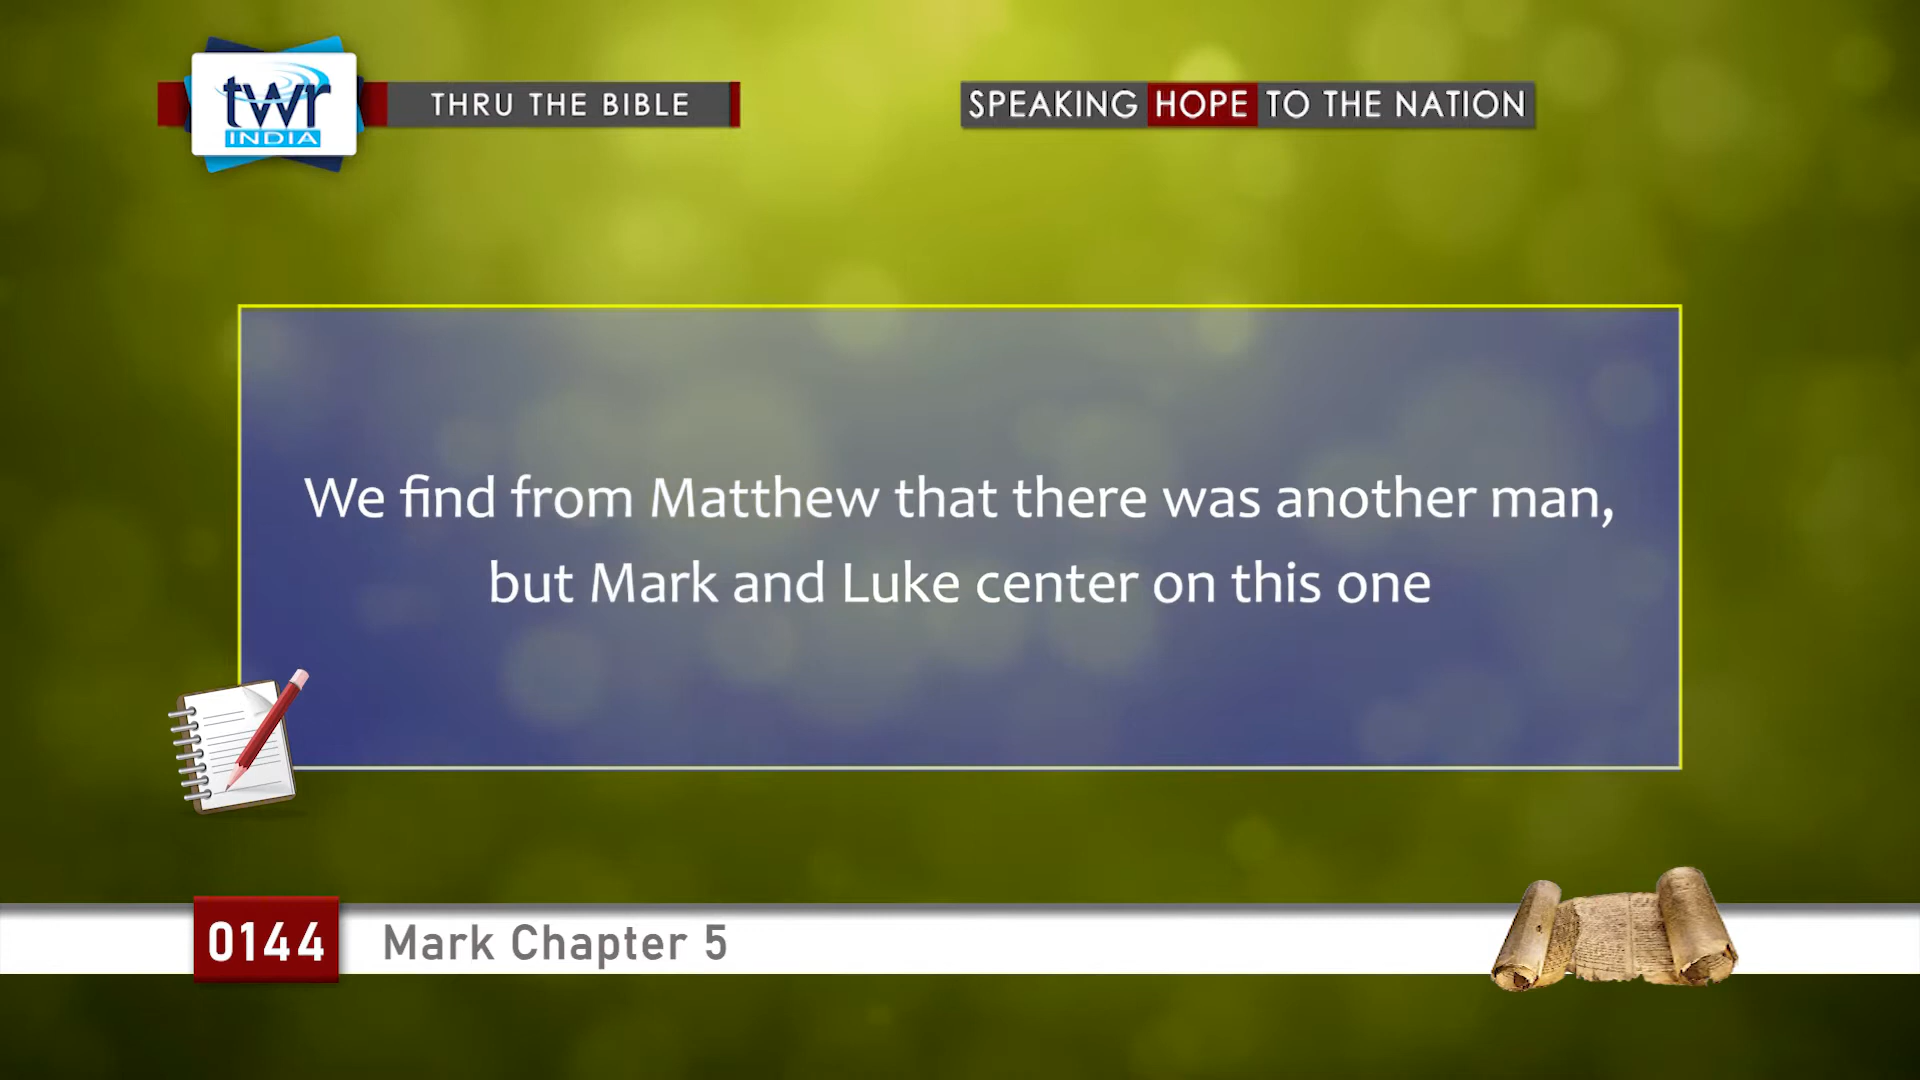 twr
INDIA
THRU THE BIBLE
SPEAKING HOPE TO THE NATION
We find from Matthew that there was another man,
but Mark and Luke center on this one
0144
Mark Chapter 5